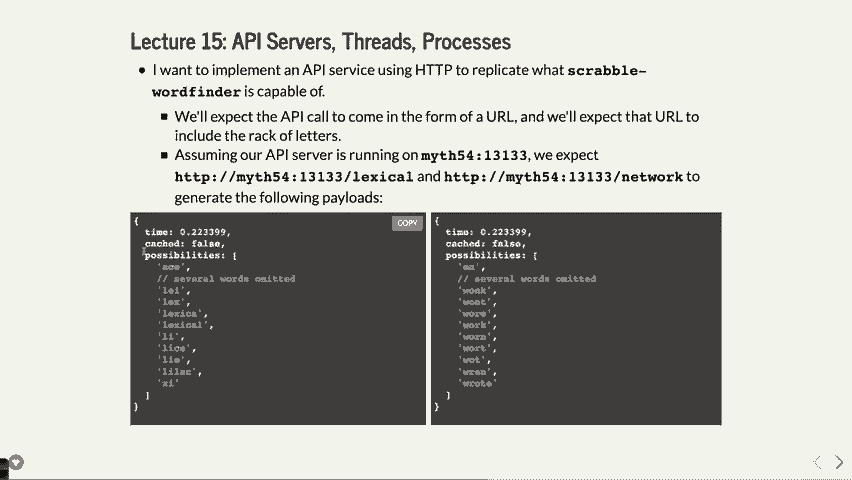 Lecture 15: API Servers, Threads, Processes
I want to implement an API service using HTTP to replicate what scrabble-
wordfinder is capable of.
We'll expect the API call to come in the form of a URL, and we'll expect that URL to
include the rack of letters.
Assuming our API server is running on myth54:13133, we expect
http://myth54:13133/lexical and http://myth54:13133/network to
generate the following payloads:
{
time: 0.223399,
cached: false,
possibilities: [
// several words omitted
'lei',
'lex',
'lexica',
'lexical',
'li',
'lice',
'lie',
'lilac',
'xi'
]
}
COPY
{
time: 0.223399,
cached: false,
possibilities: [
// several words omitted
'wonk',
'wont',
'wore',
'work',
'worn',
'wort',
'wot',
'wren',
'wrote'
]
}